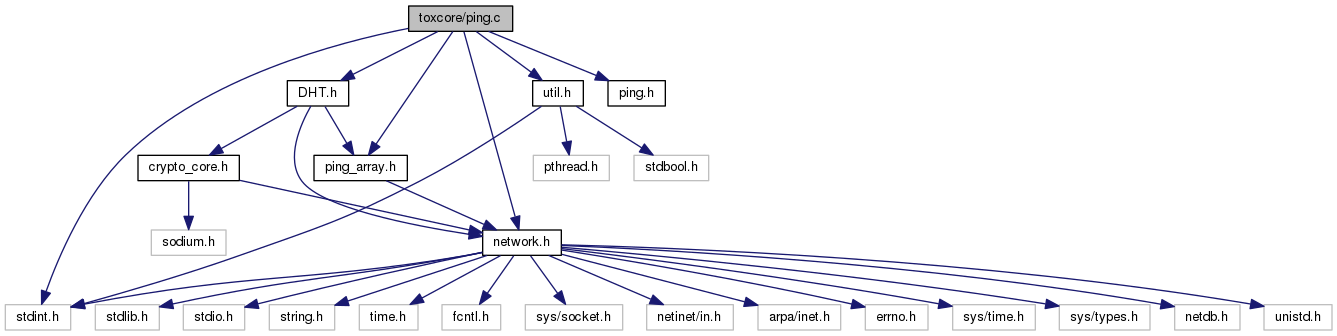 toxcore/ping.c
DHT.h
util.h
ping.h
crypto_core.h
ping_array.h
pthread.h
stdbool.h
sodium.h
network.h
stdint.h
stdlib.h
stdio.h
string.h
time.h
fcntl.h
sys/socket.h
netinet/in.h
arpa/inet.h
errno.h
sys/time.h
sys/types.h
netdb.h
unistd.h